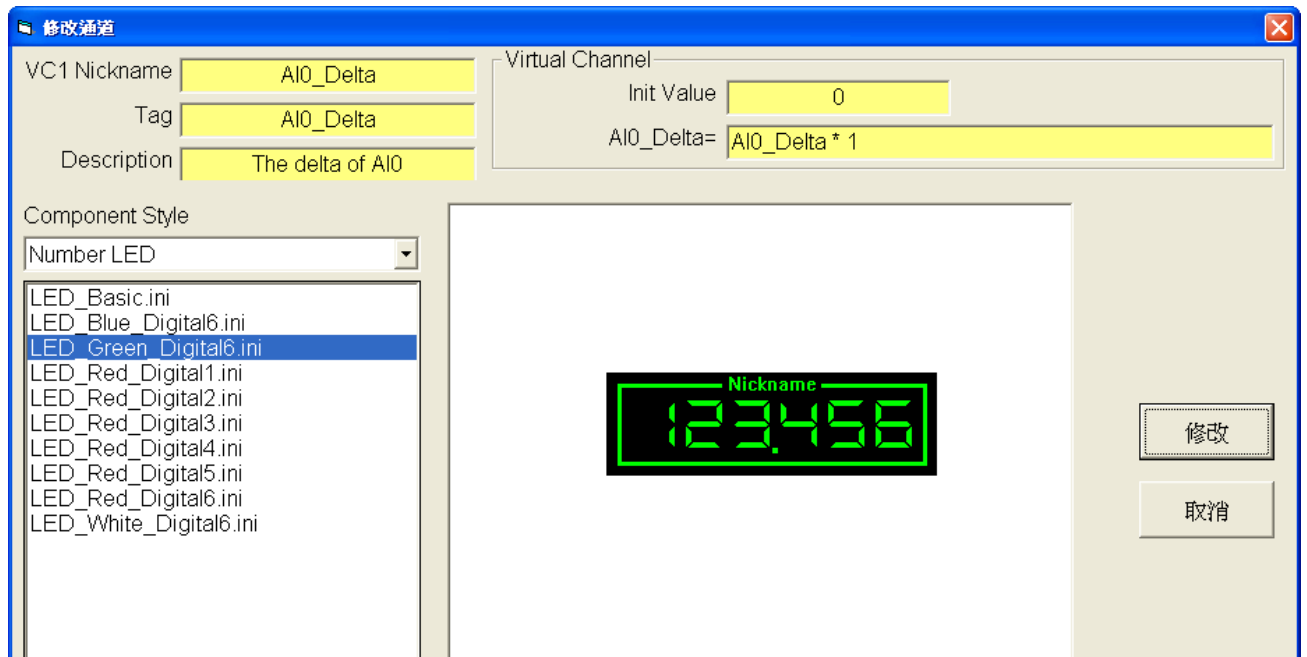 修改通道
VC1 Nickname AI0_Delta
Tag AI0_Delta
Description The delta of AI0
Virtual Channel
Init Value 0
AI0_Delta= AI0_Delta * 1
Component Style
Number LED
LED_Basic.ini
LED_Blue_Digital6.ini
LED_Green_Digital6.ini
LED_Red_Digital1.ini
LED_Red_Digital2.ini
LED_Red_Digital3.ini
LED_Red_Digital4.ini
LED_Red_Digital5.ini
LED_Red_Digital6.ini
LED_White_Digital6.ini
Nickname
123.456
修改
取消